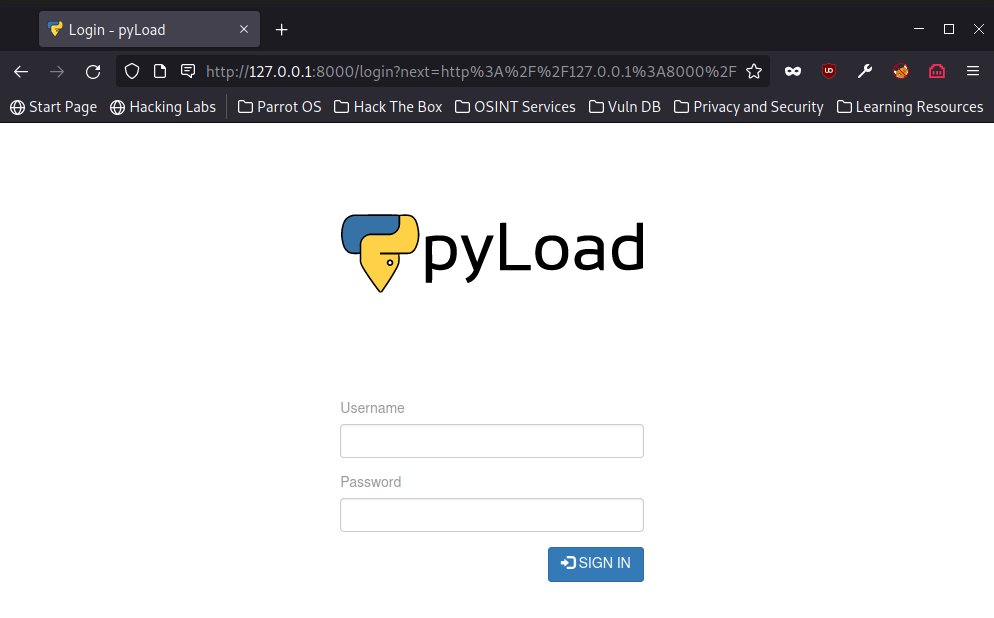 Login - pyLoad
http://127.0.0.1:8000/login?next=http%3A%2F%2F127.0.0.1%3A8000%2F
Start Page Hacking Labs Parrot OS Hack The Box OSINT Services Vuln DB Privacy and Security Learning Resources
pyLoad
Username
Password
SIGN IN